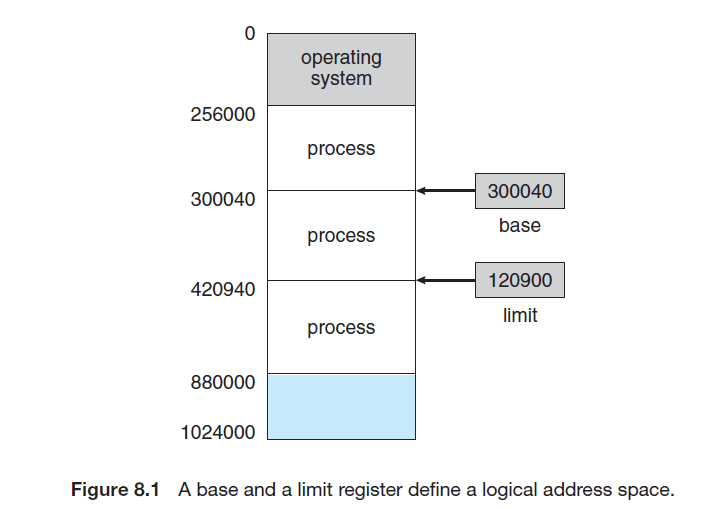 0
operating
system
256000
process
300040
300040
base
process
420940
120900
limit
process
880000
1024000
Figure 8.1 A base and a limit register define a logical address space.